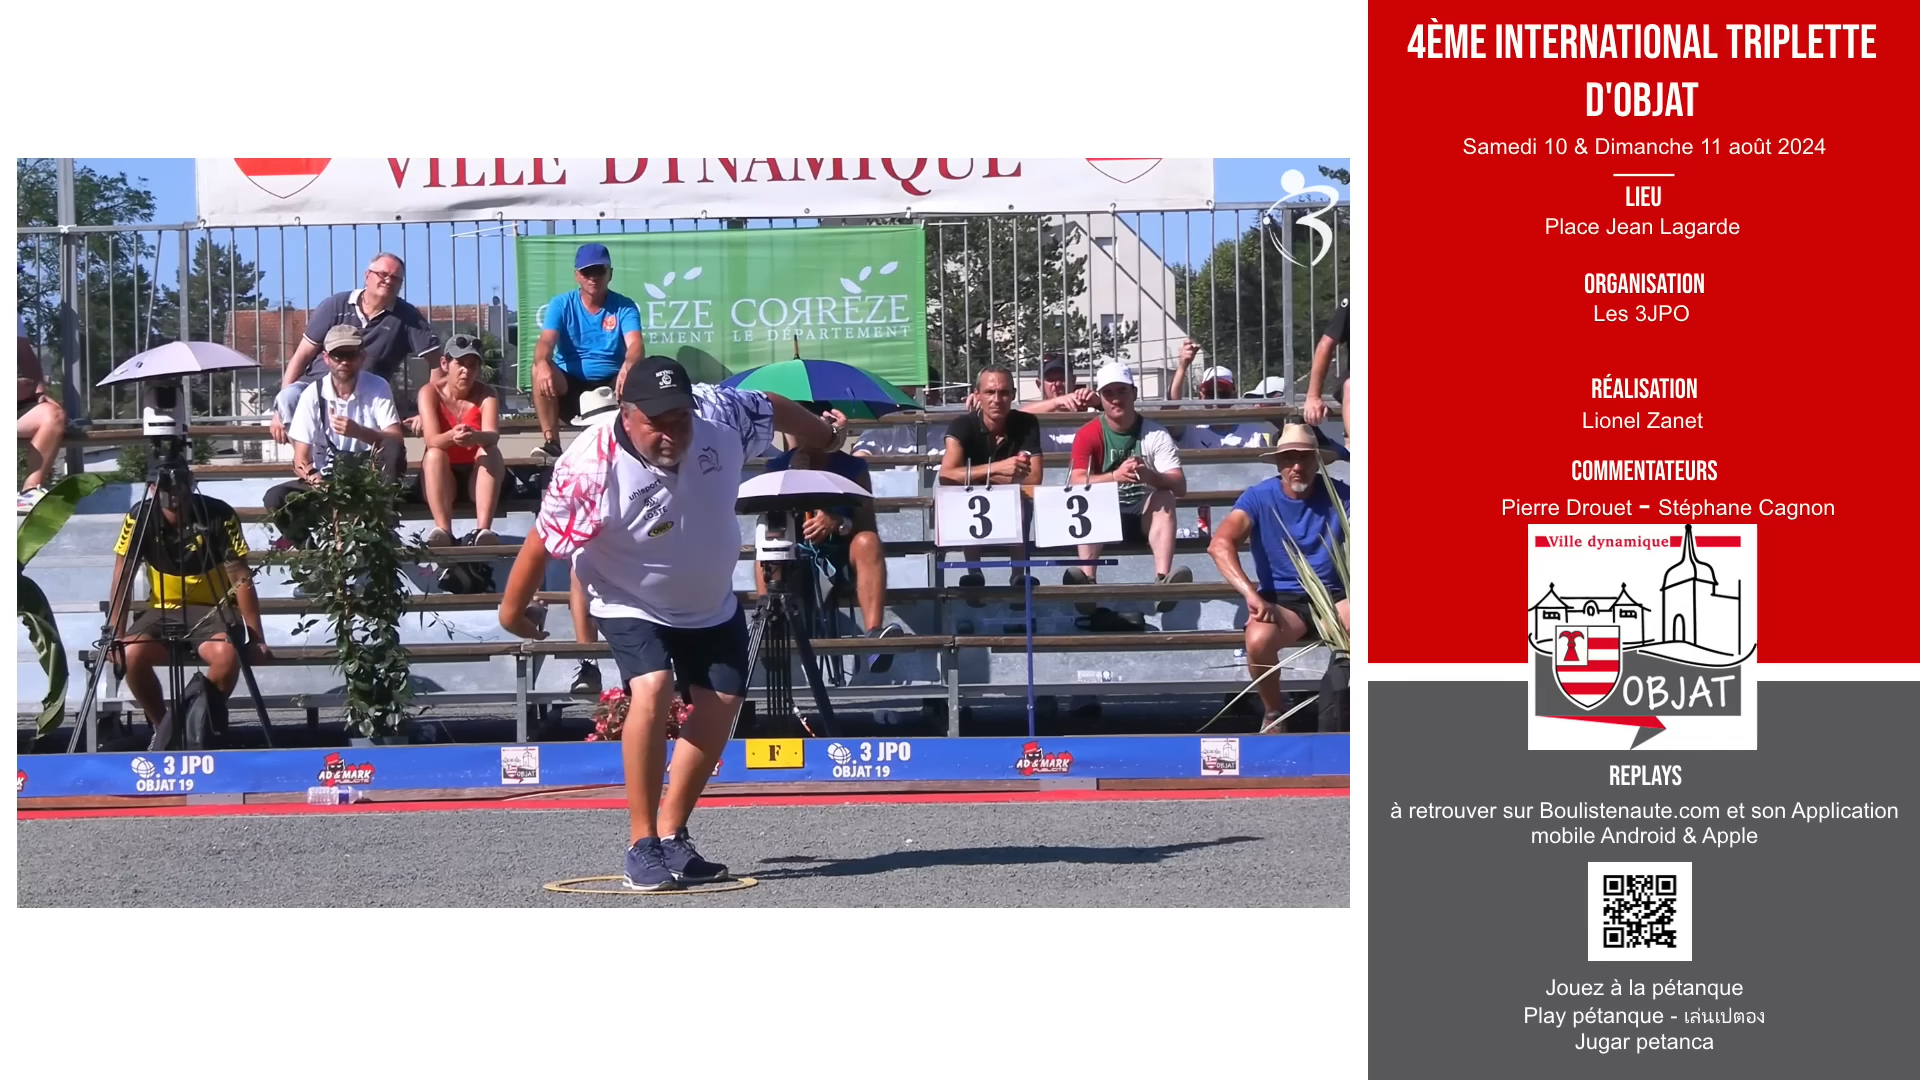 VILLE DYNAMIQUE
CORRÈZE
LE DÉPARTEMENT
uhlsport
3 3
F
3 JPO
OBJAT 19
AD & MARK
PUBLICITÉ
3 JPO
OBJAT 19
AD & MARK
PUBLICITÉ
4ÈME INTERNATIONAL TRIPLETTE
D'OBJAT
Samedi 10 & Dimanche 11 août 2024
LIEU
Place Jean Lagarde
ORGANISATION
Les 3JPO
RÉALISATION
Lionel Zanet
COMMENTATEURS
Pierre Drouet - Stéphane Cagnon
Ville dynamique
OBJAT
REPLAYS
à retrouver sur Boulistenaute.com et son Application
mobile Android & Apple
Jouez à la pétanque
Play pétanque - เล่นเปตอง
Jugar petanca